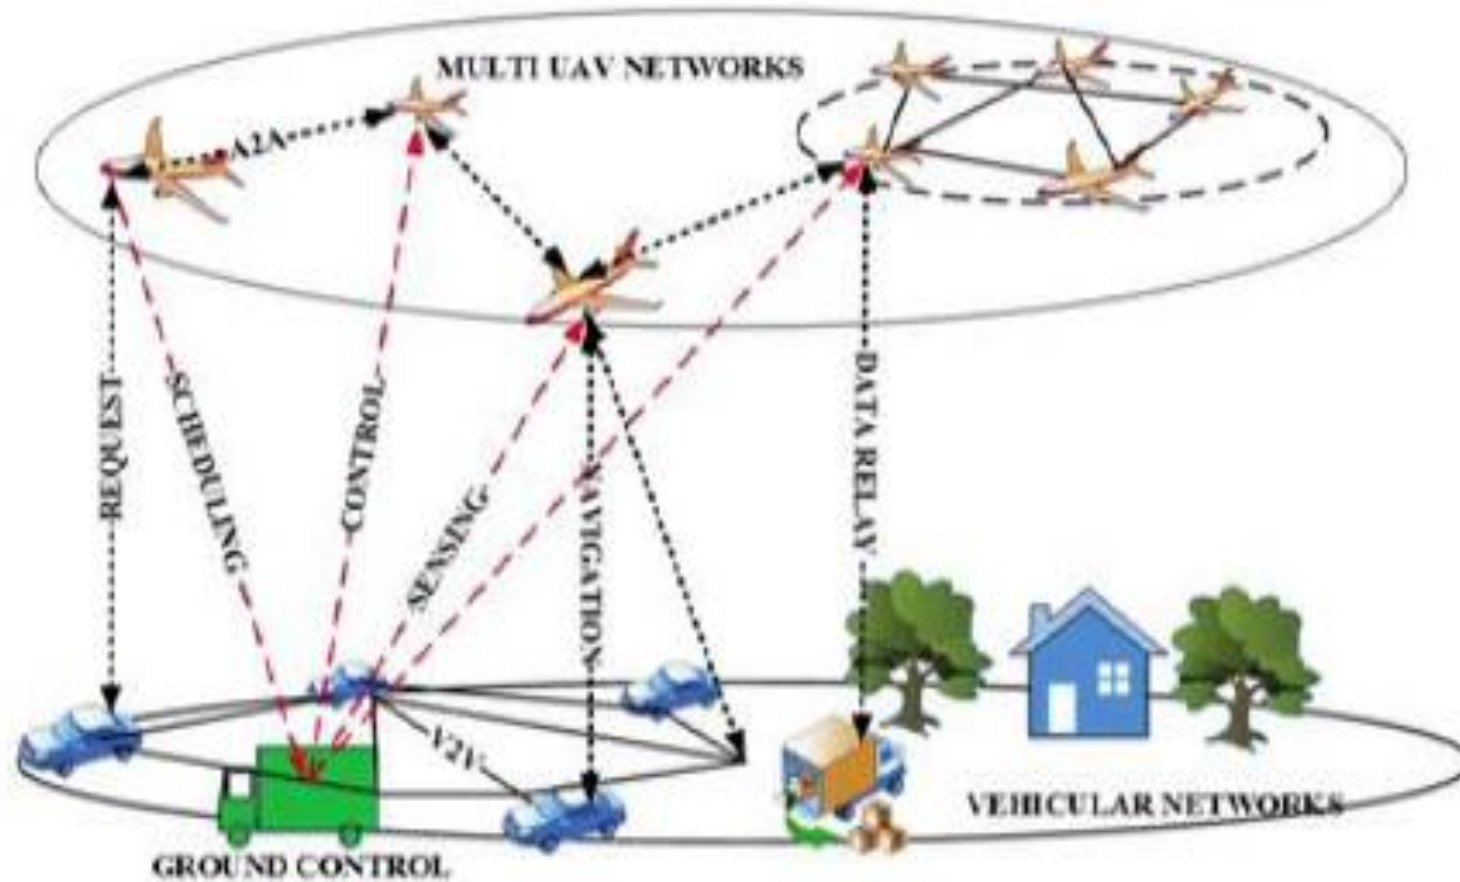 MULTI UAV NETWORKS
A2A
REQUEST
SCHEDULING
CONTROL
SENSING
NAVIGATION
DATA RELAY
V2V
VEHICULAR NETWORKS
GROUND CONTROL